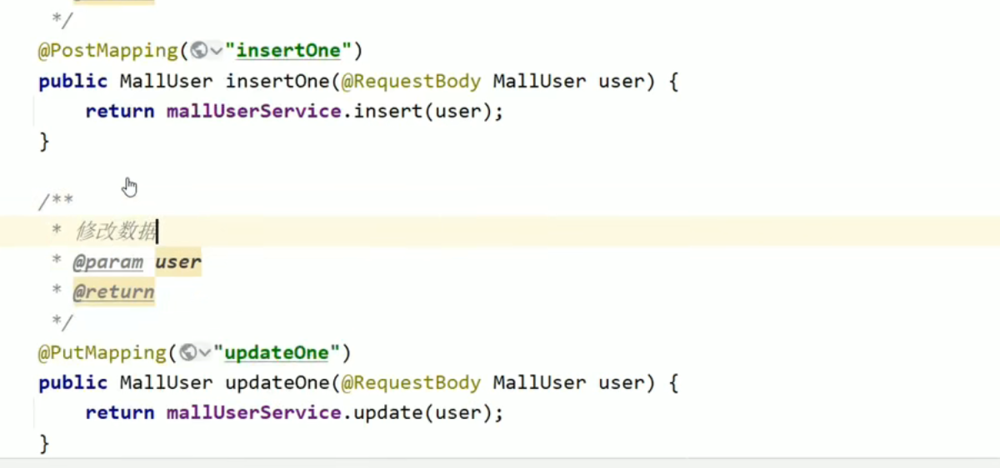 */
@PostMapping("insertOne")
public MallUser insertOne(@RequestBody MallUser user) {
return mallUserService.insert(user);
}
/**
* 修改数据
* @param user
* @return
*/
@PutMapping("updateOne")
public MallUser updateOne(@RequestBody MallUser user) {
return mallUserService.update(user);
}